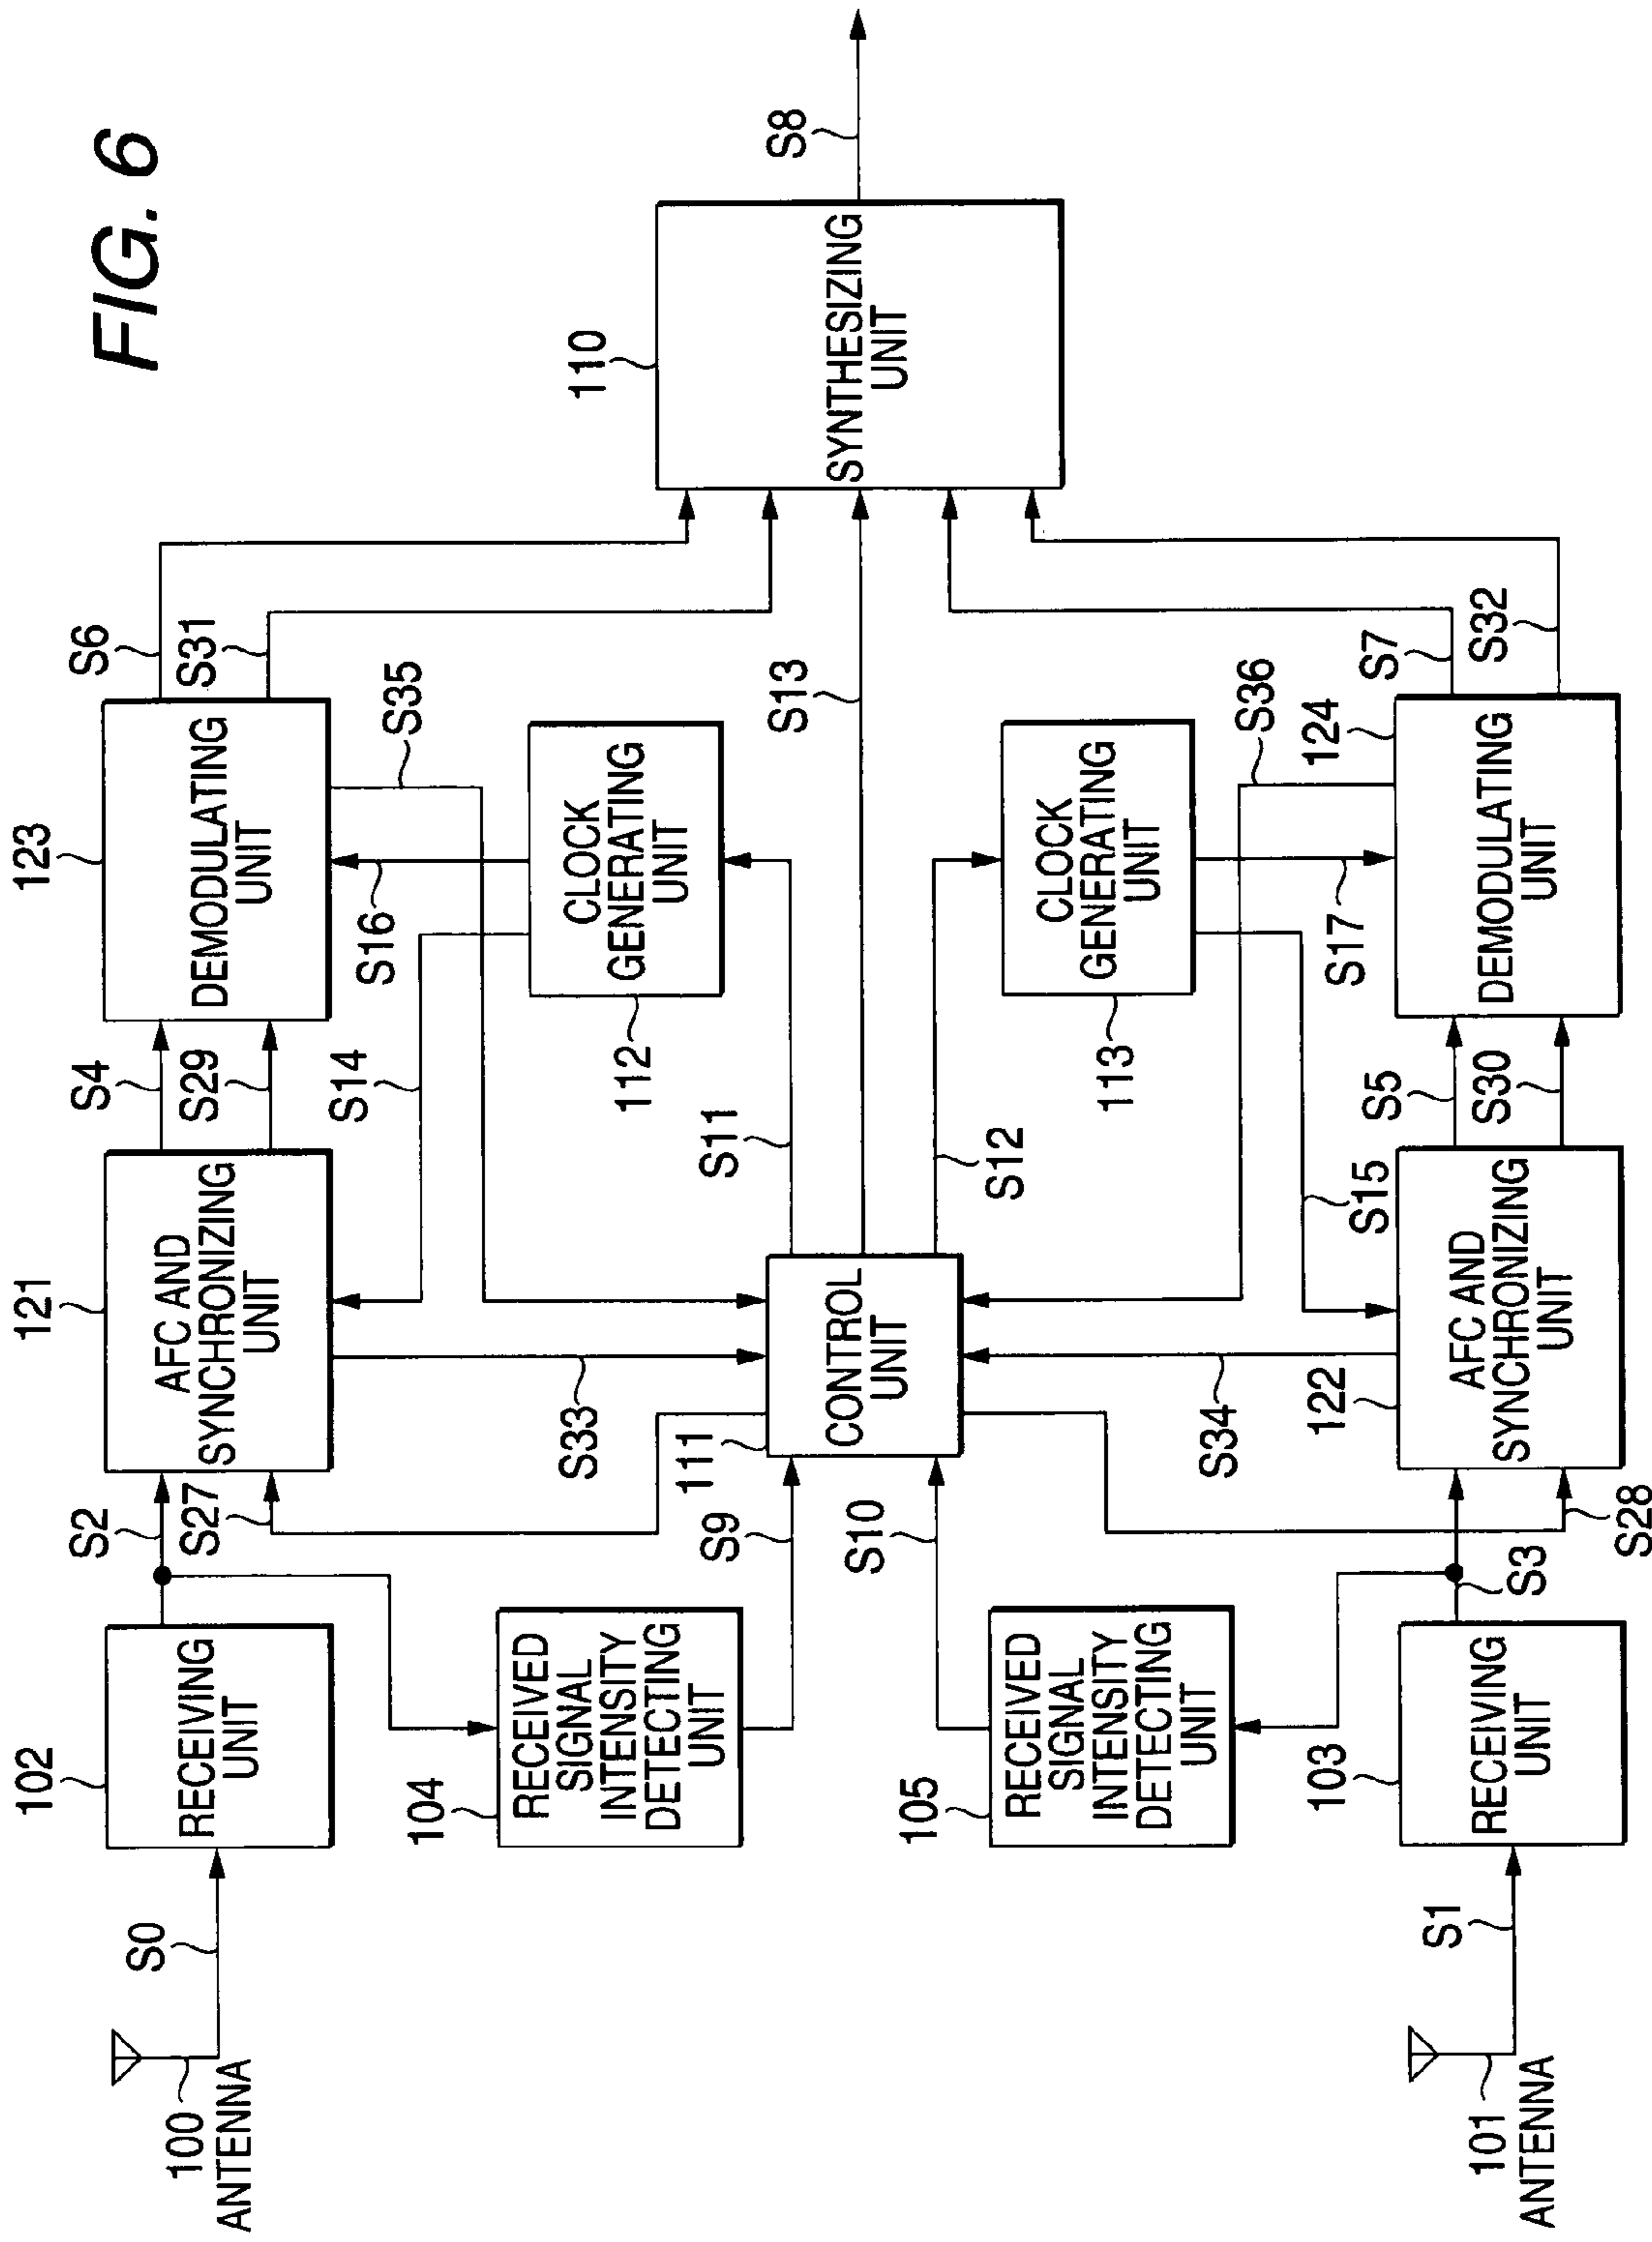 FIG. 6
100
ANTENNA
S0
102
RECEIVING
UNIT
S2
S27
121
AFC AND
SYNCHRONIZING
UNIT
S4
S29
123
DEMODULATING
UNIT
S6
S31
S14
S16
S35
S33
104
RECEIVED
SIGNAL
INTENSITY
DETECTING
UNIT
S9
112
CLOCK
GENERATING
UNIT
S11
111
CONTROL
UNIT
S13
110
SYNTHESIZING
UNIT
S8
S10
105
RECEIVED
SIGNAL
INTENSITY
DETECTING
UNIT
S12
113
CLOCK
GENERATING
UNIT
S34
S15
S17
S36
101
ANTENNA
S1
103
RECEIVING
UNIT
S3
S28
122
AFC AND
SYNCHRONIZING
UNIT
S5
S30
124
DEMODULATING
UNIT
S7
S32